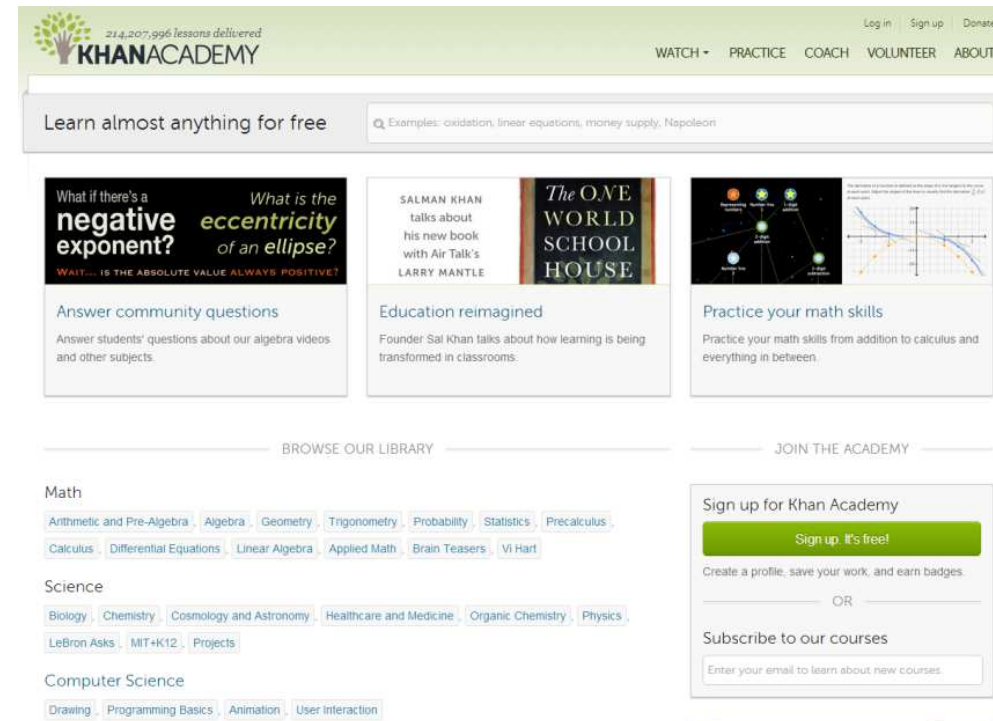 214,207,996 lessons delivered
KHANACADEMY
Log in Sign up Donate
WATCH PRACTICE COACH VOLUNTEER ABOUT
Learn almost anything for free
Examples: oxidation, linear equations, money supply, Napoleon
What if there's a
negative
exponent?
What is the
eccentricity
of an ellipse?
WAIT... IS THE ABSOLUTE VALUE ALWAYS POSITIVE?
Answer community questions
Answer students' questions about our algebra videos
and other subjects.
SALMAN KHAN
talks about
his new book
with Air Talk's
LARRY MANTLE
The ONE
WORLD
SCHOOL
HOUSE
Education reimagined
Founder Sal Khan talks about how learning is being
transformed in classrooms.
Practice your math skills
Practice your math skills from addition to calculus and
everything in between.
BROWSE OUR LIBRARY
Math
Arithmetic and Pre-Algebra , Algebra , Geometry , Trigonometry , Probability , Statistics , Precalculus ,
Calculus , Differential Equations , Linear Algebra , Applied Math , Brain Teasers , Vi Hart
Science
Biology , Chemistry , Cosmology and Astronomy , Healthcare and Medicine , Organic Chemistry , Physics ,
LeBron Asks , MIT+K12 , Projects
Computer Science
Drawing , Programming Basics , Animation , User Interaction
JOIN THE ACADEMY
Sign up for Khan Academy
Sign up. It's free!
Create a profile, save your work, and earn badges.
OR
Subscribe to our courses
Enter your email to learn about new courses.